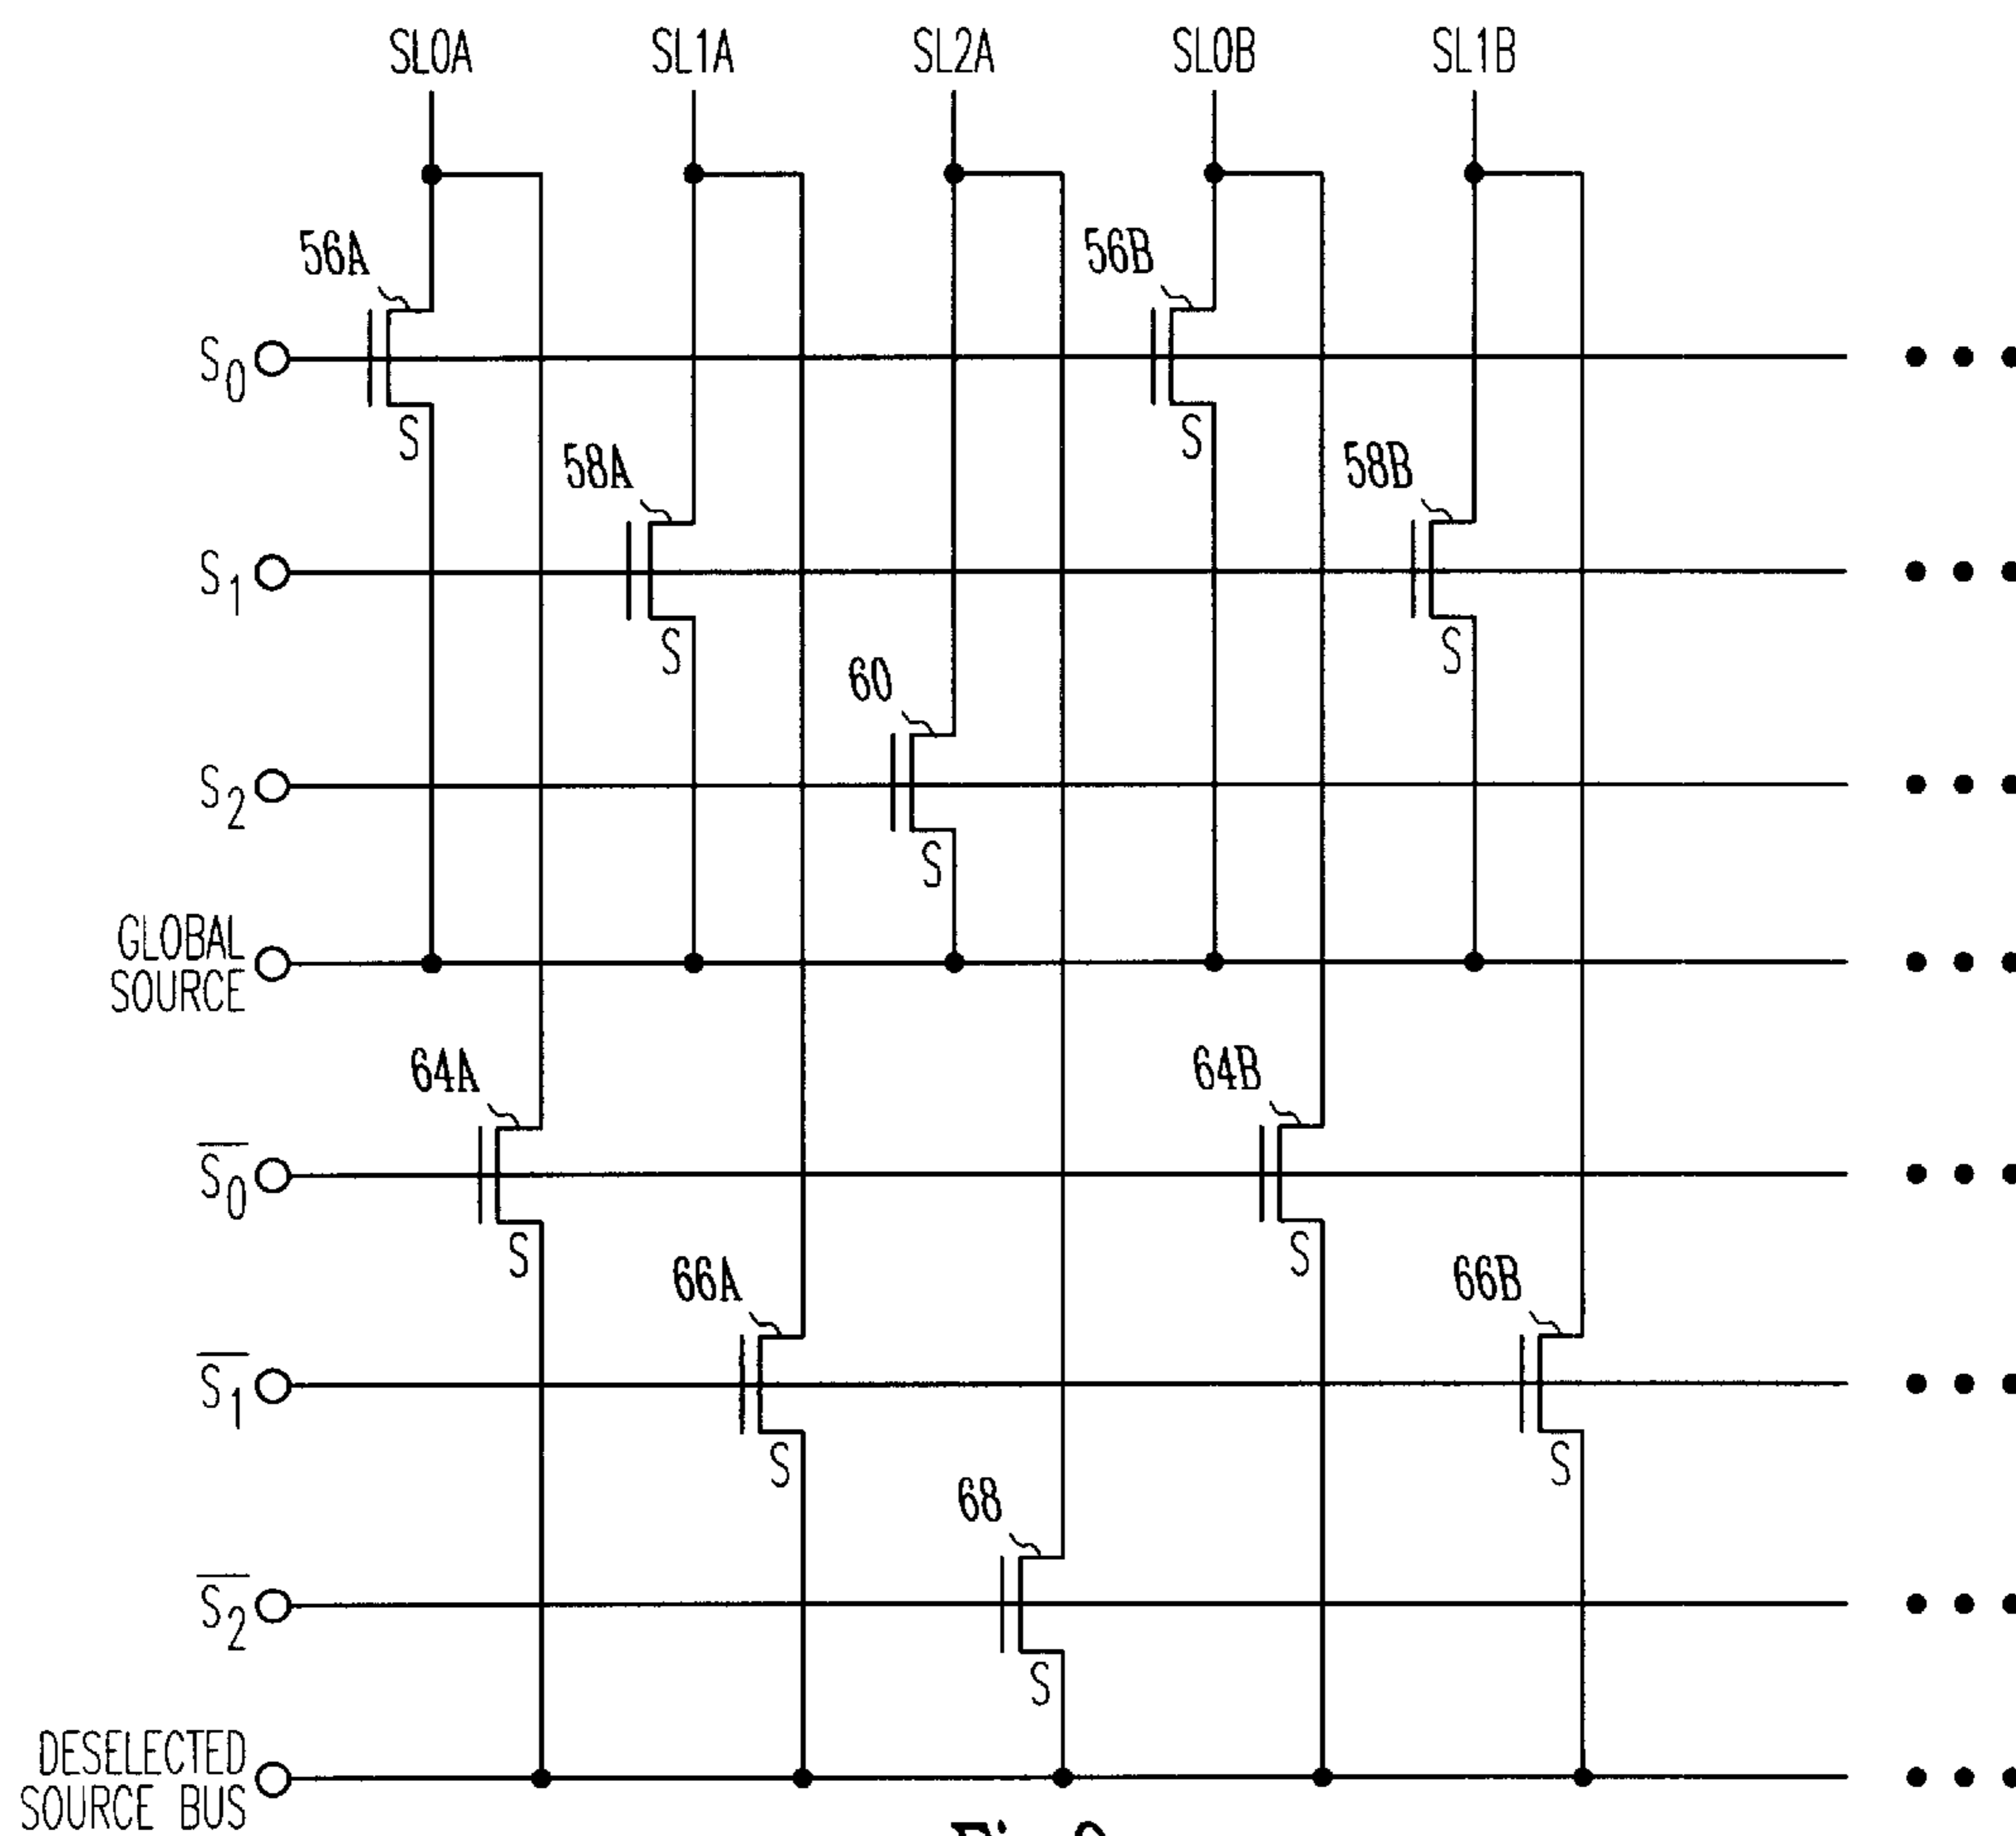 SL0A SL1A SL2A SL0B SL1B
56A 56B
S0
S S
58A 58B
S1
S S
60
S2
S
GLOBAL
SOURCE
64A 64B
S̅0
S S
66A 66B
S̅1
S S
68
S̅2
S
DESELECTED
SOURCE BUS